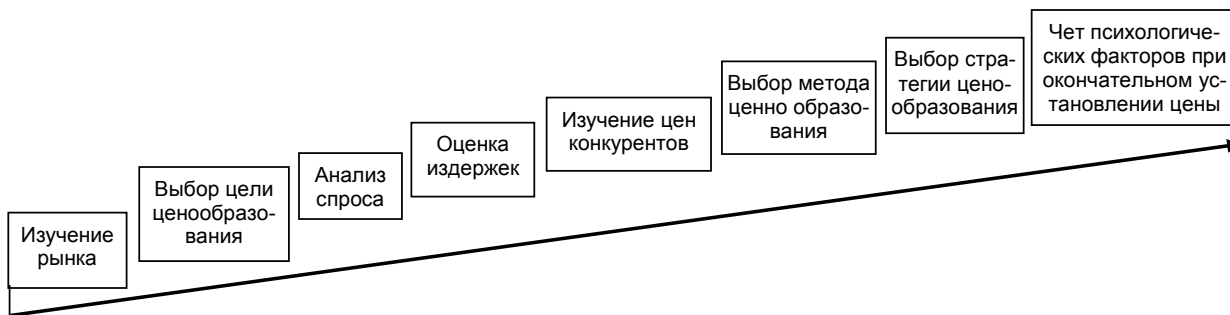 Изучение
рынка
Выбор цели
ценообразо-
вания
Анализ
спроса
Оценка
издержек
Изучение цен
конкурентов
Выбор метода
ценно образо-
вания
Выбор стра-
тегии цено-
образования
Чет психологиче-
ских факторов при
окончательном ус-
тановлении цены